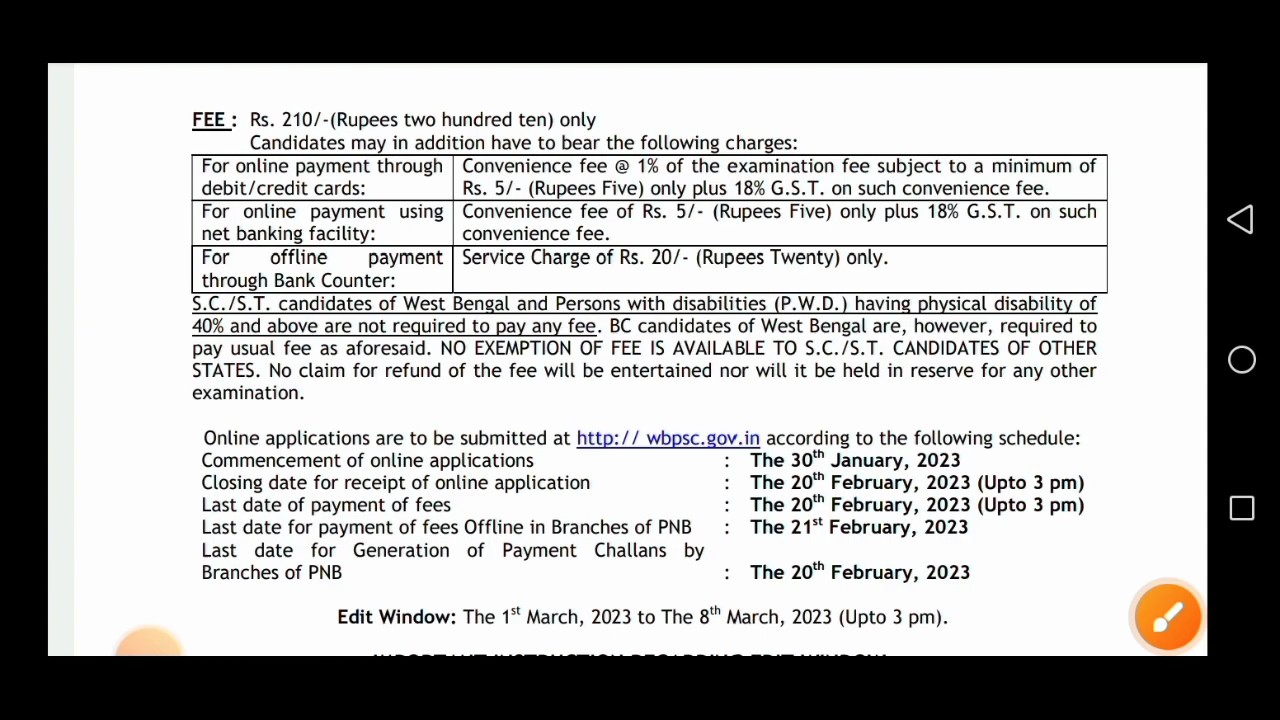 FEE : Rs. 210/-(Rupees two hundred ten) only
Candidates may in addition have to bear the following charges:
For online payment through debit/credit cards: Convenience fee @ 1% of the examination fee subject to a minimum of Rs. 5/- (Rupees Five) only plus 18% G.S.T. on such convenience fee.
For online payment using net banking facility: Convenience fee of Rs. 5/- (Rupees Five) only plus 18% G.S.T. on such convenience fee.
For offline payment through Bank Counter: Service Charge of Rs. 20/- (Rupees Twenty) only.
S.C./S.T. candidates of West Bengal and Persons with disabilities (P.W.D.) having physical disability of
40% and above are not required to pay any fee. BC candidates of West Bengal are, however, required to
pay usual fee as aforesaid. NO EXEMPTION OF FEE IS AVAILABLE TO S.C./S.T. CANDIDATES OF OTHER
STATES. No claim for refund of the fee will be entertained nor will it be held in reserve for any other
examination.
Online applications are to be submitted at http:// wbpsc.gov.in according to the following schedule:
Commencement of online applications : The 30th January, 2023
Closing date for receipt of online application : The 20th February, 2023 (Upto 3 pm)
Last date of payment of fees : The 20th February, 2023 (Upto 3 pm)
Last date for payment of fees Offline in Branches of PNB : The 21st February, 2023
Last date for Generation of Payment Challans by
Branches of PNB : The 20th February, 2023
Edit Window: The 1st March, 2023 to The 8th March, 2023 (Upto 3 pm).
IMPORTANT INSTRUCTION REGARDING EDIT WINDOW